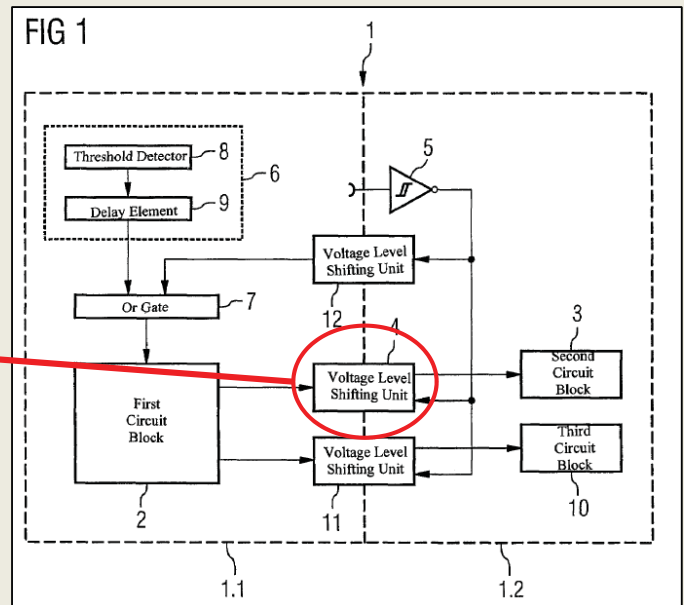 FIG 1
1
Threshold Detector
8
6
5
Delay Element
9
Voltage Level
Shifting Unit
12
Or Gate
7
4
3
Voltage Level
Shifting Unit
Second
Circuit
Block
First
Circuit
Block
2
Voltage Level
Shifting Unit
11
Third
Circuit
Block
10
1.1
1.2